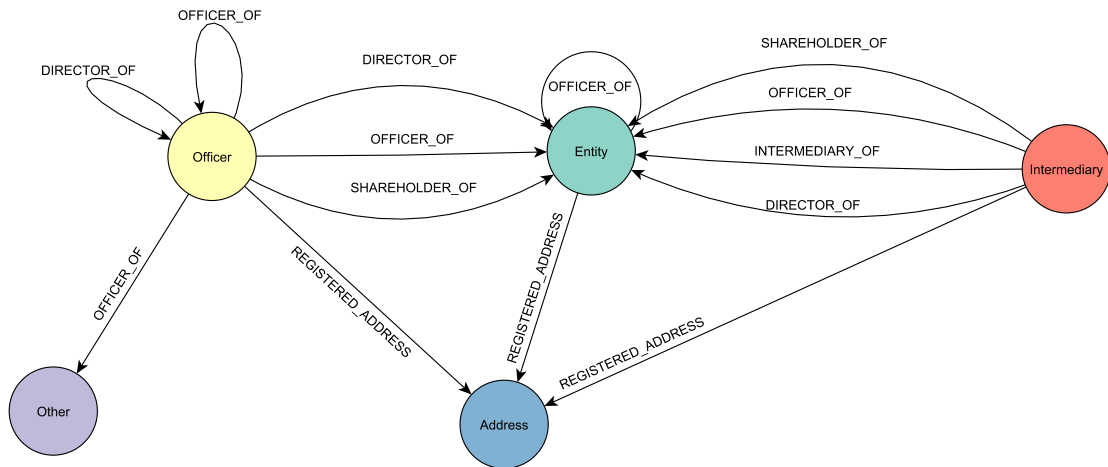 OFFICER_OF
DIRECTOR_OF
DIRECTOR_OF
OFFICER_OF
SHAREHOLDER_OF
OFFICER_OF
SHAREHOLDER_OF
OFFICER_OF
INTERMEDIARY_OF
DIRECTOR_OF
Officer
Entity
Intermediary
OFFICER_OF
REGISTERED_ADDRESS
REGISTERED_ADDRESS
REGISTERED_ADDRESS
Other
Address